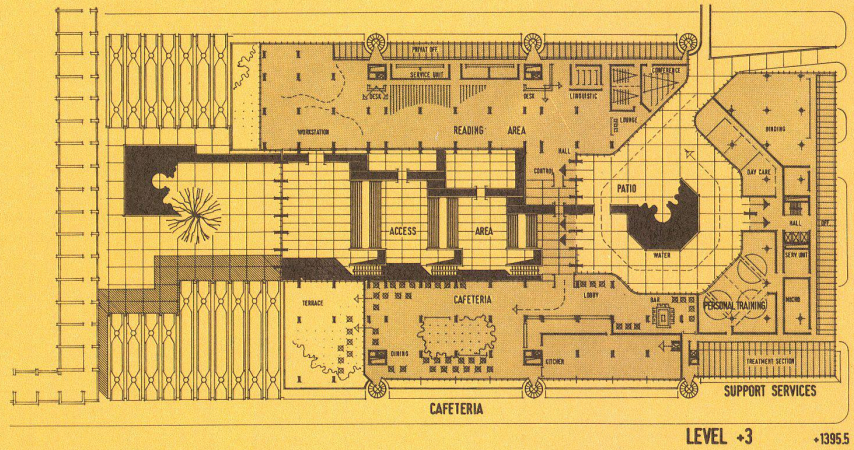 PRIVAT OFF
SERVICE UNIT
CONFERENCE
DESK
DESK
LINGUISTIC
LOUNGE
WORKSTATION
READING AREA
BINDING
HALL
CONTROL
DAY CARE
PATIO
ACCESS AREA
HALL
OFF
WATER
SERV UNIT
TERRACE
CAFETERIA
LOBBY
BAR
PERSONAL TRAINING
MICRO
DINING
KITCHEN
TREATMENT SECTION
SUPPORT SERVICES
CAFETERIA
LEVEL +3
+1395.5